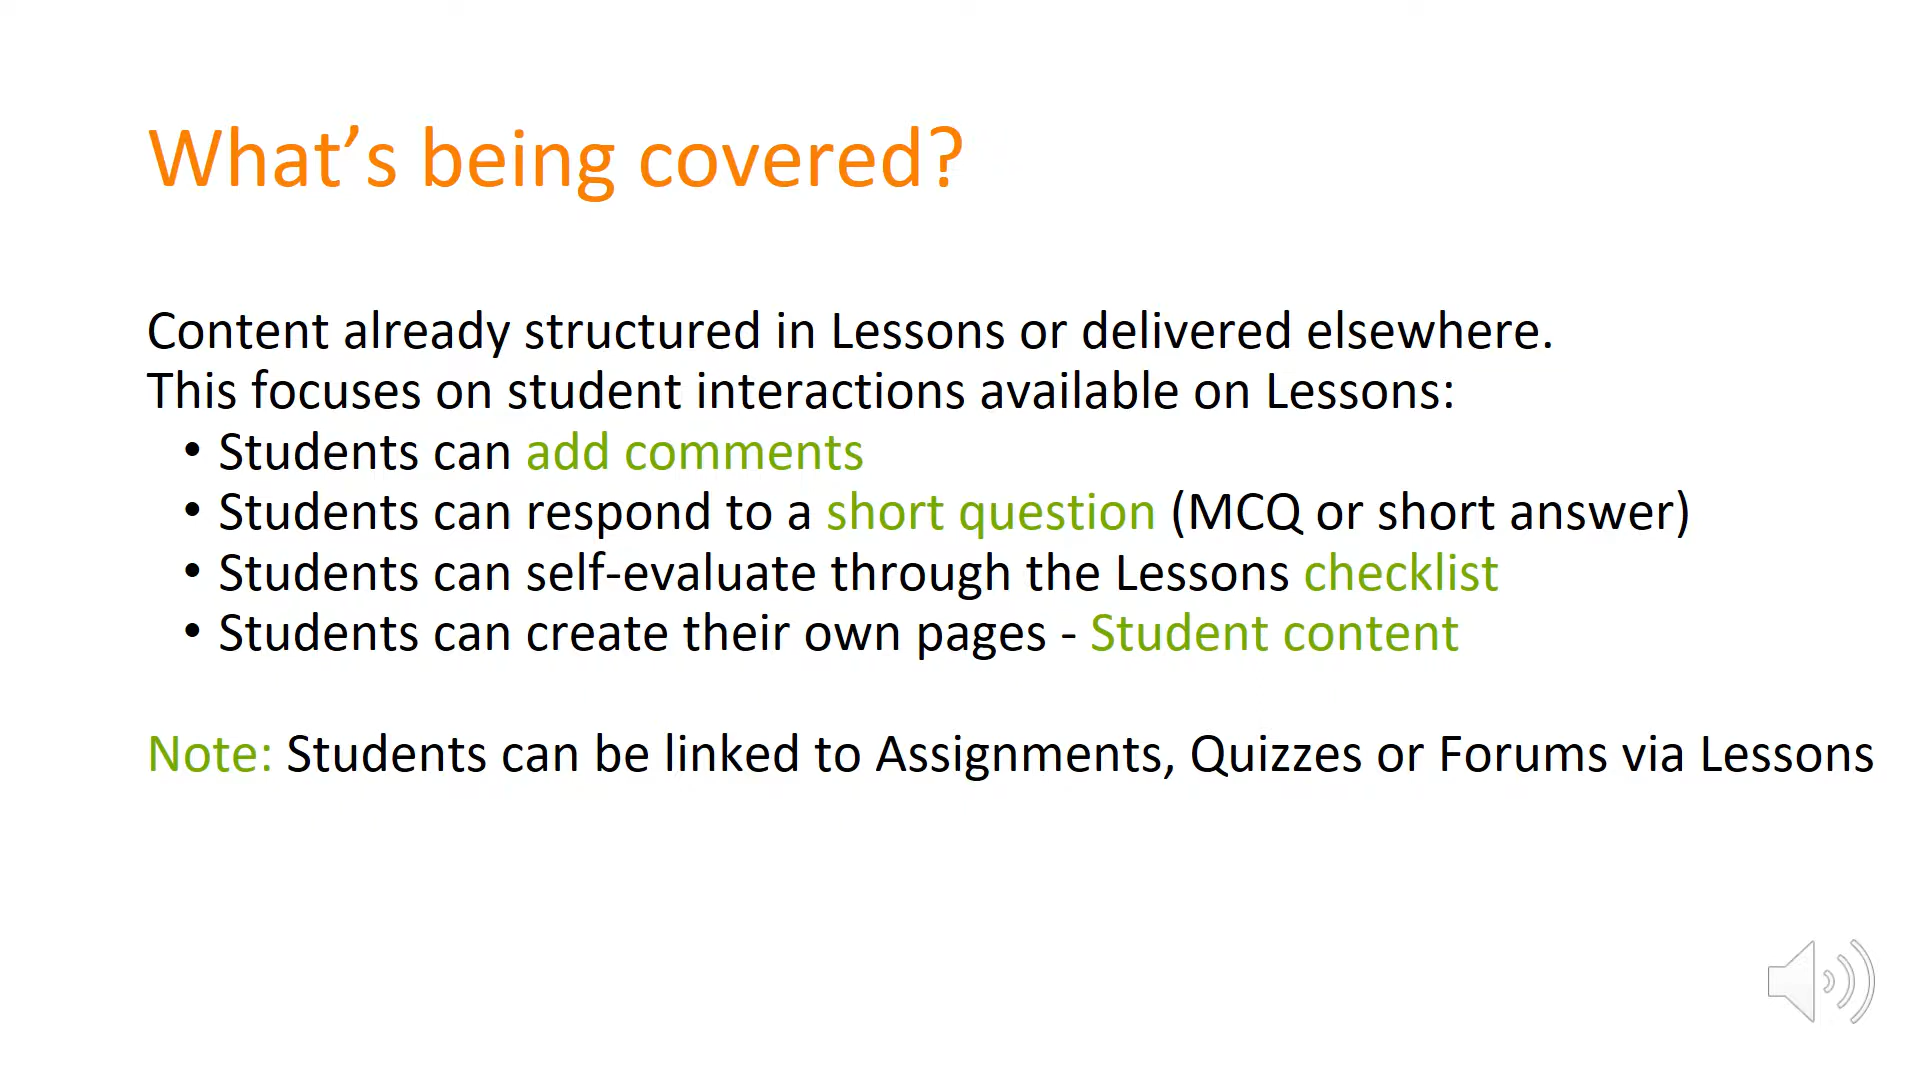 What’s being covered?
Content already structured in Lessons or delivered elsewhere.
This focuses on student interactions available on Lessons:
• Students can add comments
• Students can respond to a short question (MCQ or short answer)
• Students can self-evaluate through the Lessons checklist
• Students can create their own pages - Student content
Note: Students can be linked to Assignments, Quizzes or Forums via Lessons